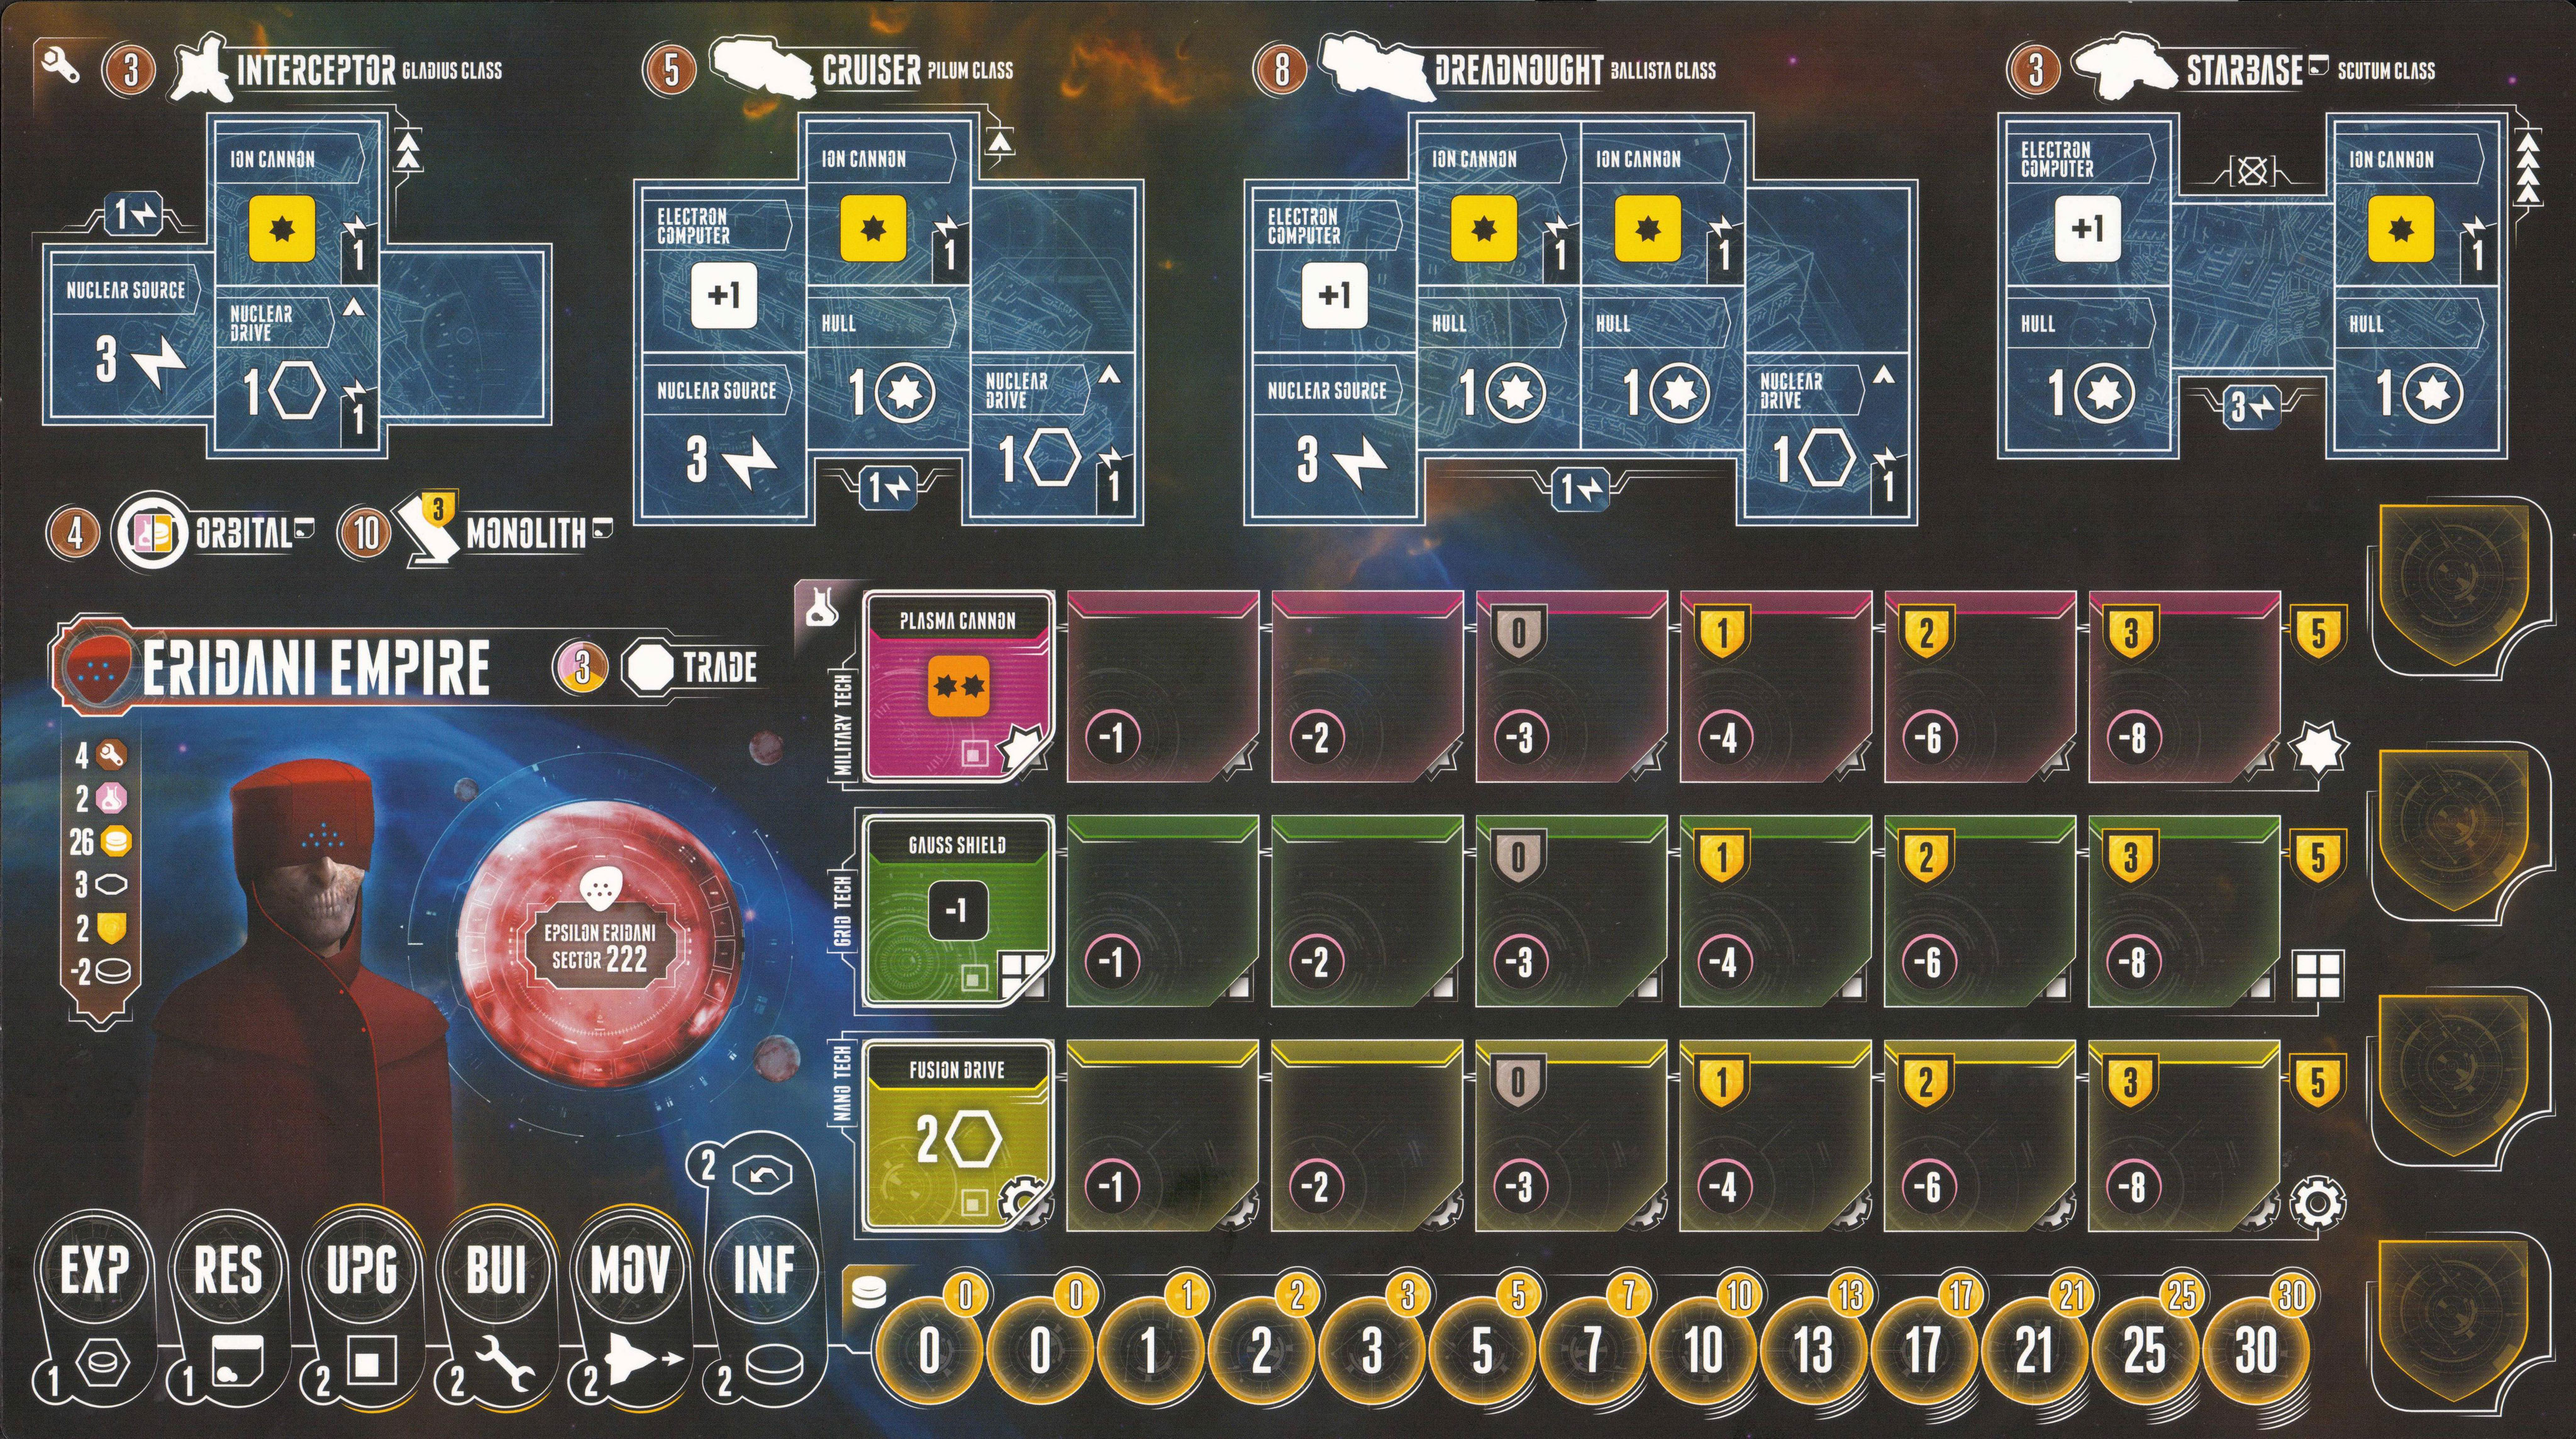 3 INTERCEPTOR GLADIUS CLASS
ION CANNON
1
1
NUCLEAR SOURCE
3
NUCLEAR
DRIVE
1
1
5 CRUISER PILUM CLASS
ION CANNON
1
ELECTRON
COMPUTER
+1
HULL
1
NUCLEAR SOURCE
3
NUCLEAR
DRIVE
1
1
1
8 DREADNOUGHT BALLISTA CLASS
ION CANNON
1
ION CANNON
1
ELECTRON
COMPUTER
+1
HULL
1
HULL
1
NUCLEAR SOURCE
3
NUCLEAR
DRIVE
1
1
1
3 STARBASE SCUTUM CLASS
ELECTRON
COMPUTER
+1
ION CANNON
1
HULL
1
HULL
1
3
4 ORBITAL
10 3 MONOLITH
ERIDANI EMPIRE 3 TRADE
4
2
26
3
2
-2
EPSILON ERIDANI
SECTOR 222
MILITARY TECH
PLASMA CANNON
0 1 2 3 5
-1 -2 -3 -4 -6 -8
GRID TECH
GAUSS SHIELD
-1
0 1 2 3 5
-1 -2 -3 -4 -6 -8
NANO TECH
FUSION DRIVE
2
0 1 2 3 5
-1 -2 -3 -4 -6 -8
2
EXP RES UPG BUI MOV INF
1 1 2 2 2 2
0 0 1 2 3 5 7 10 13 17 21 25 30
0 0 1 2 3 5 7 10 13 17 21 25 30